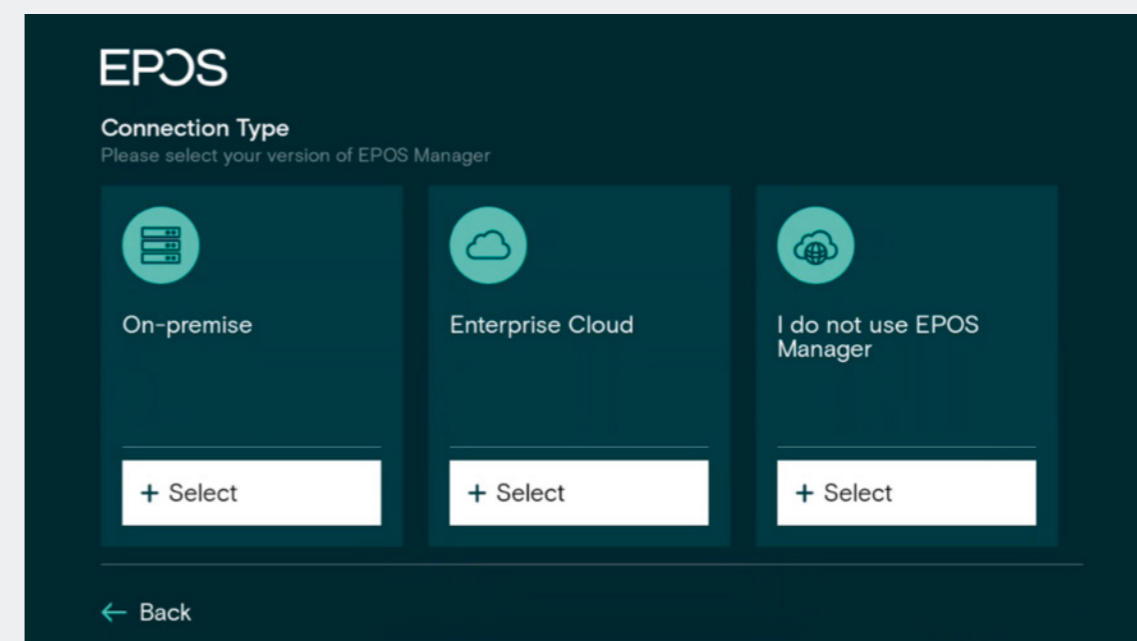 EPOS
Connection Type
Please select your version of EPOS Manager
On-premise
+ Select
Enterprise Cloud
+ Select
I do not use EPOS
Manager
+ Select
← Back